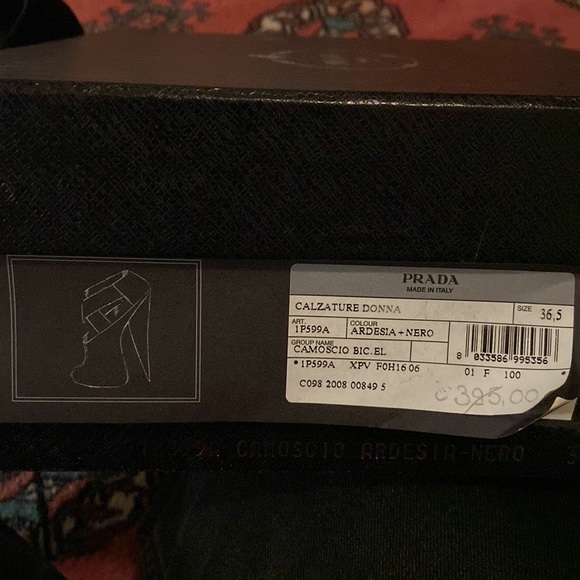 PRADA
MADE IN ITALY
CALZATURE DONNA
SIZE 36,5
ART. 1P599A
COLOUR ARDESIA+NERO
GROUP NAME
CAMOSCIO BIC.EL
8 033586 995356
• 1P599A XPV F0H16 06 01 F 100 •
C098 2008 00849 5
395,00
CAMOSCIO ARDESIA-NERO